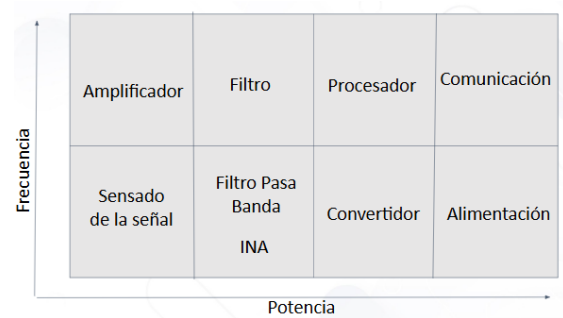 Frecuencia
Amplificador
Filtro
Procesador
Comunicación
Sensado
de la señal
Filtro Pasa
Banda
INA
Convertidor
Alimentación
Potencia